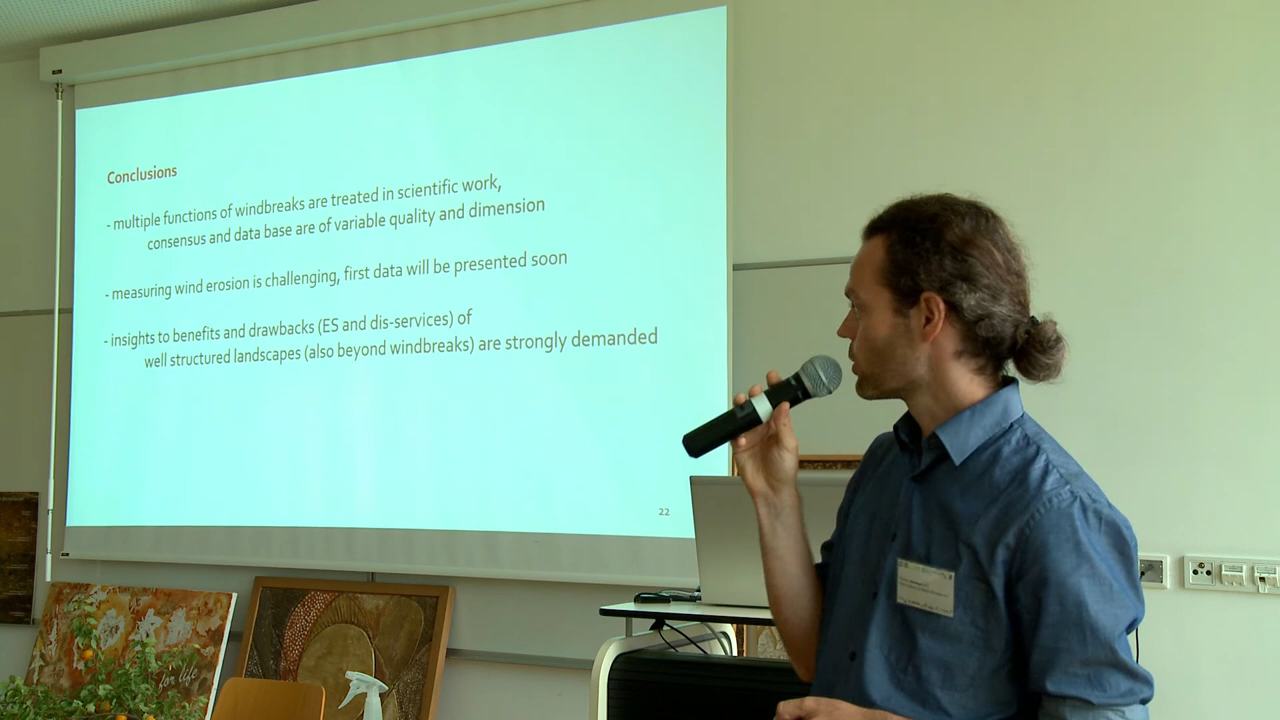 Conclusions
- multiple functions of windbreaks are treated in scientific work,
consensus and data base are of variable quality and dimension
- measuring wind erosion is challenging, first data will be presented soon
- insights to benefits and drawbacks (ES and dis-services) of
well structured landscapes (also beyond windbreaks) are strongly demanded
22
for life